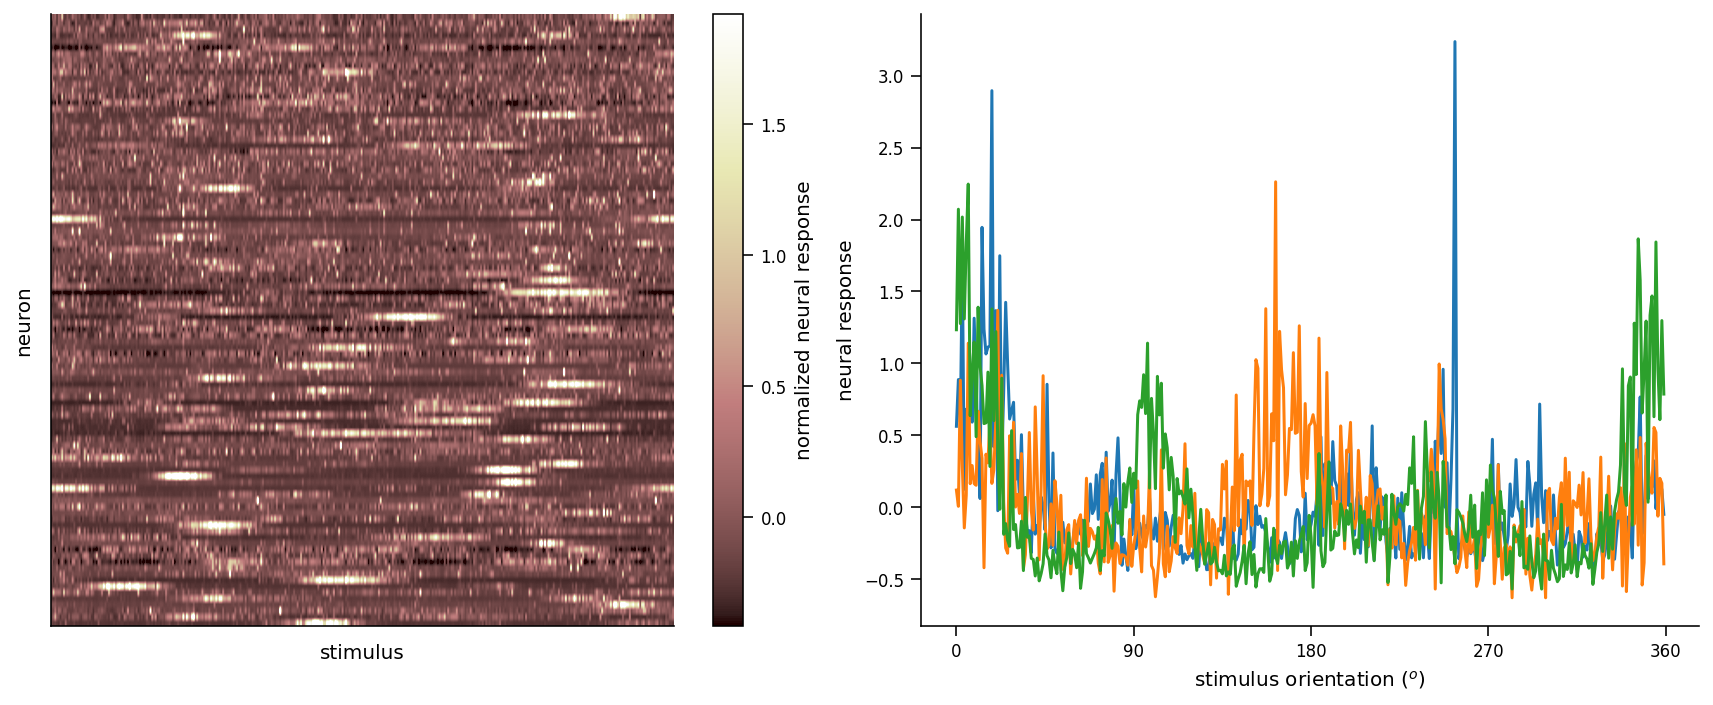 neuron
stimulus
1.5
1.0
0.5
0.0
normalized neural response
neural response
3.0
2.5
2.0
1.5
1.0
0.5
0.0
−0.5
0 90 180 270 360
stimulus orientation (o)